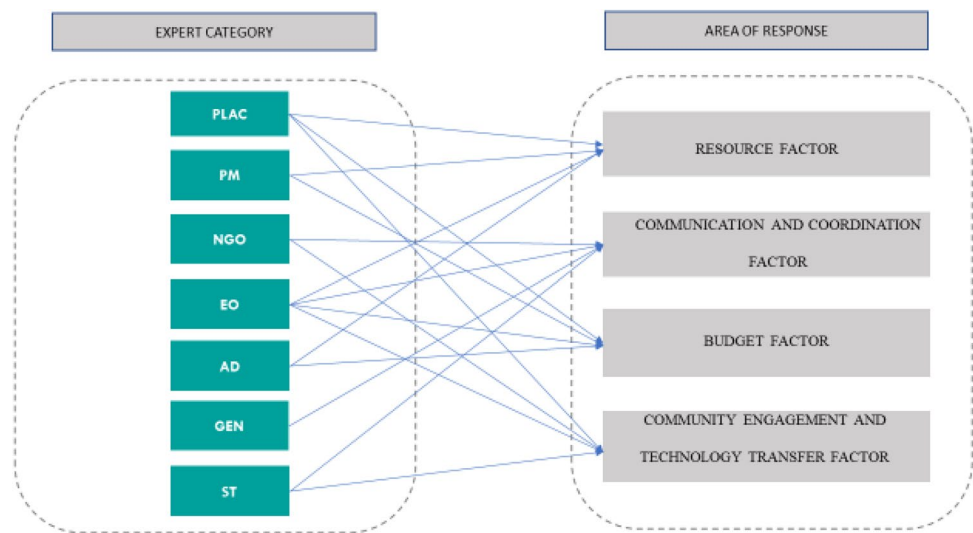 EXPERT CATEGORY
AREA OF RESPONSE
PLAC
PM
NGO
EO
AD
GEN
ST
RESOURCE FACTOR
COMMUNICATION AND COORDINATION
FACTOR
BUDGET FACTOR
COMMUNITY ENGAGEMENT AND
TECHNOLOGY TRANSFER FACTOR